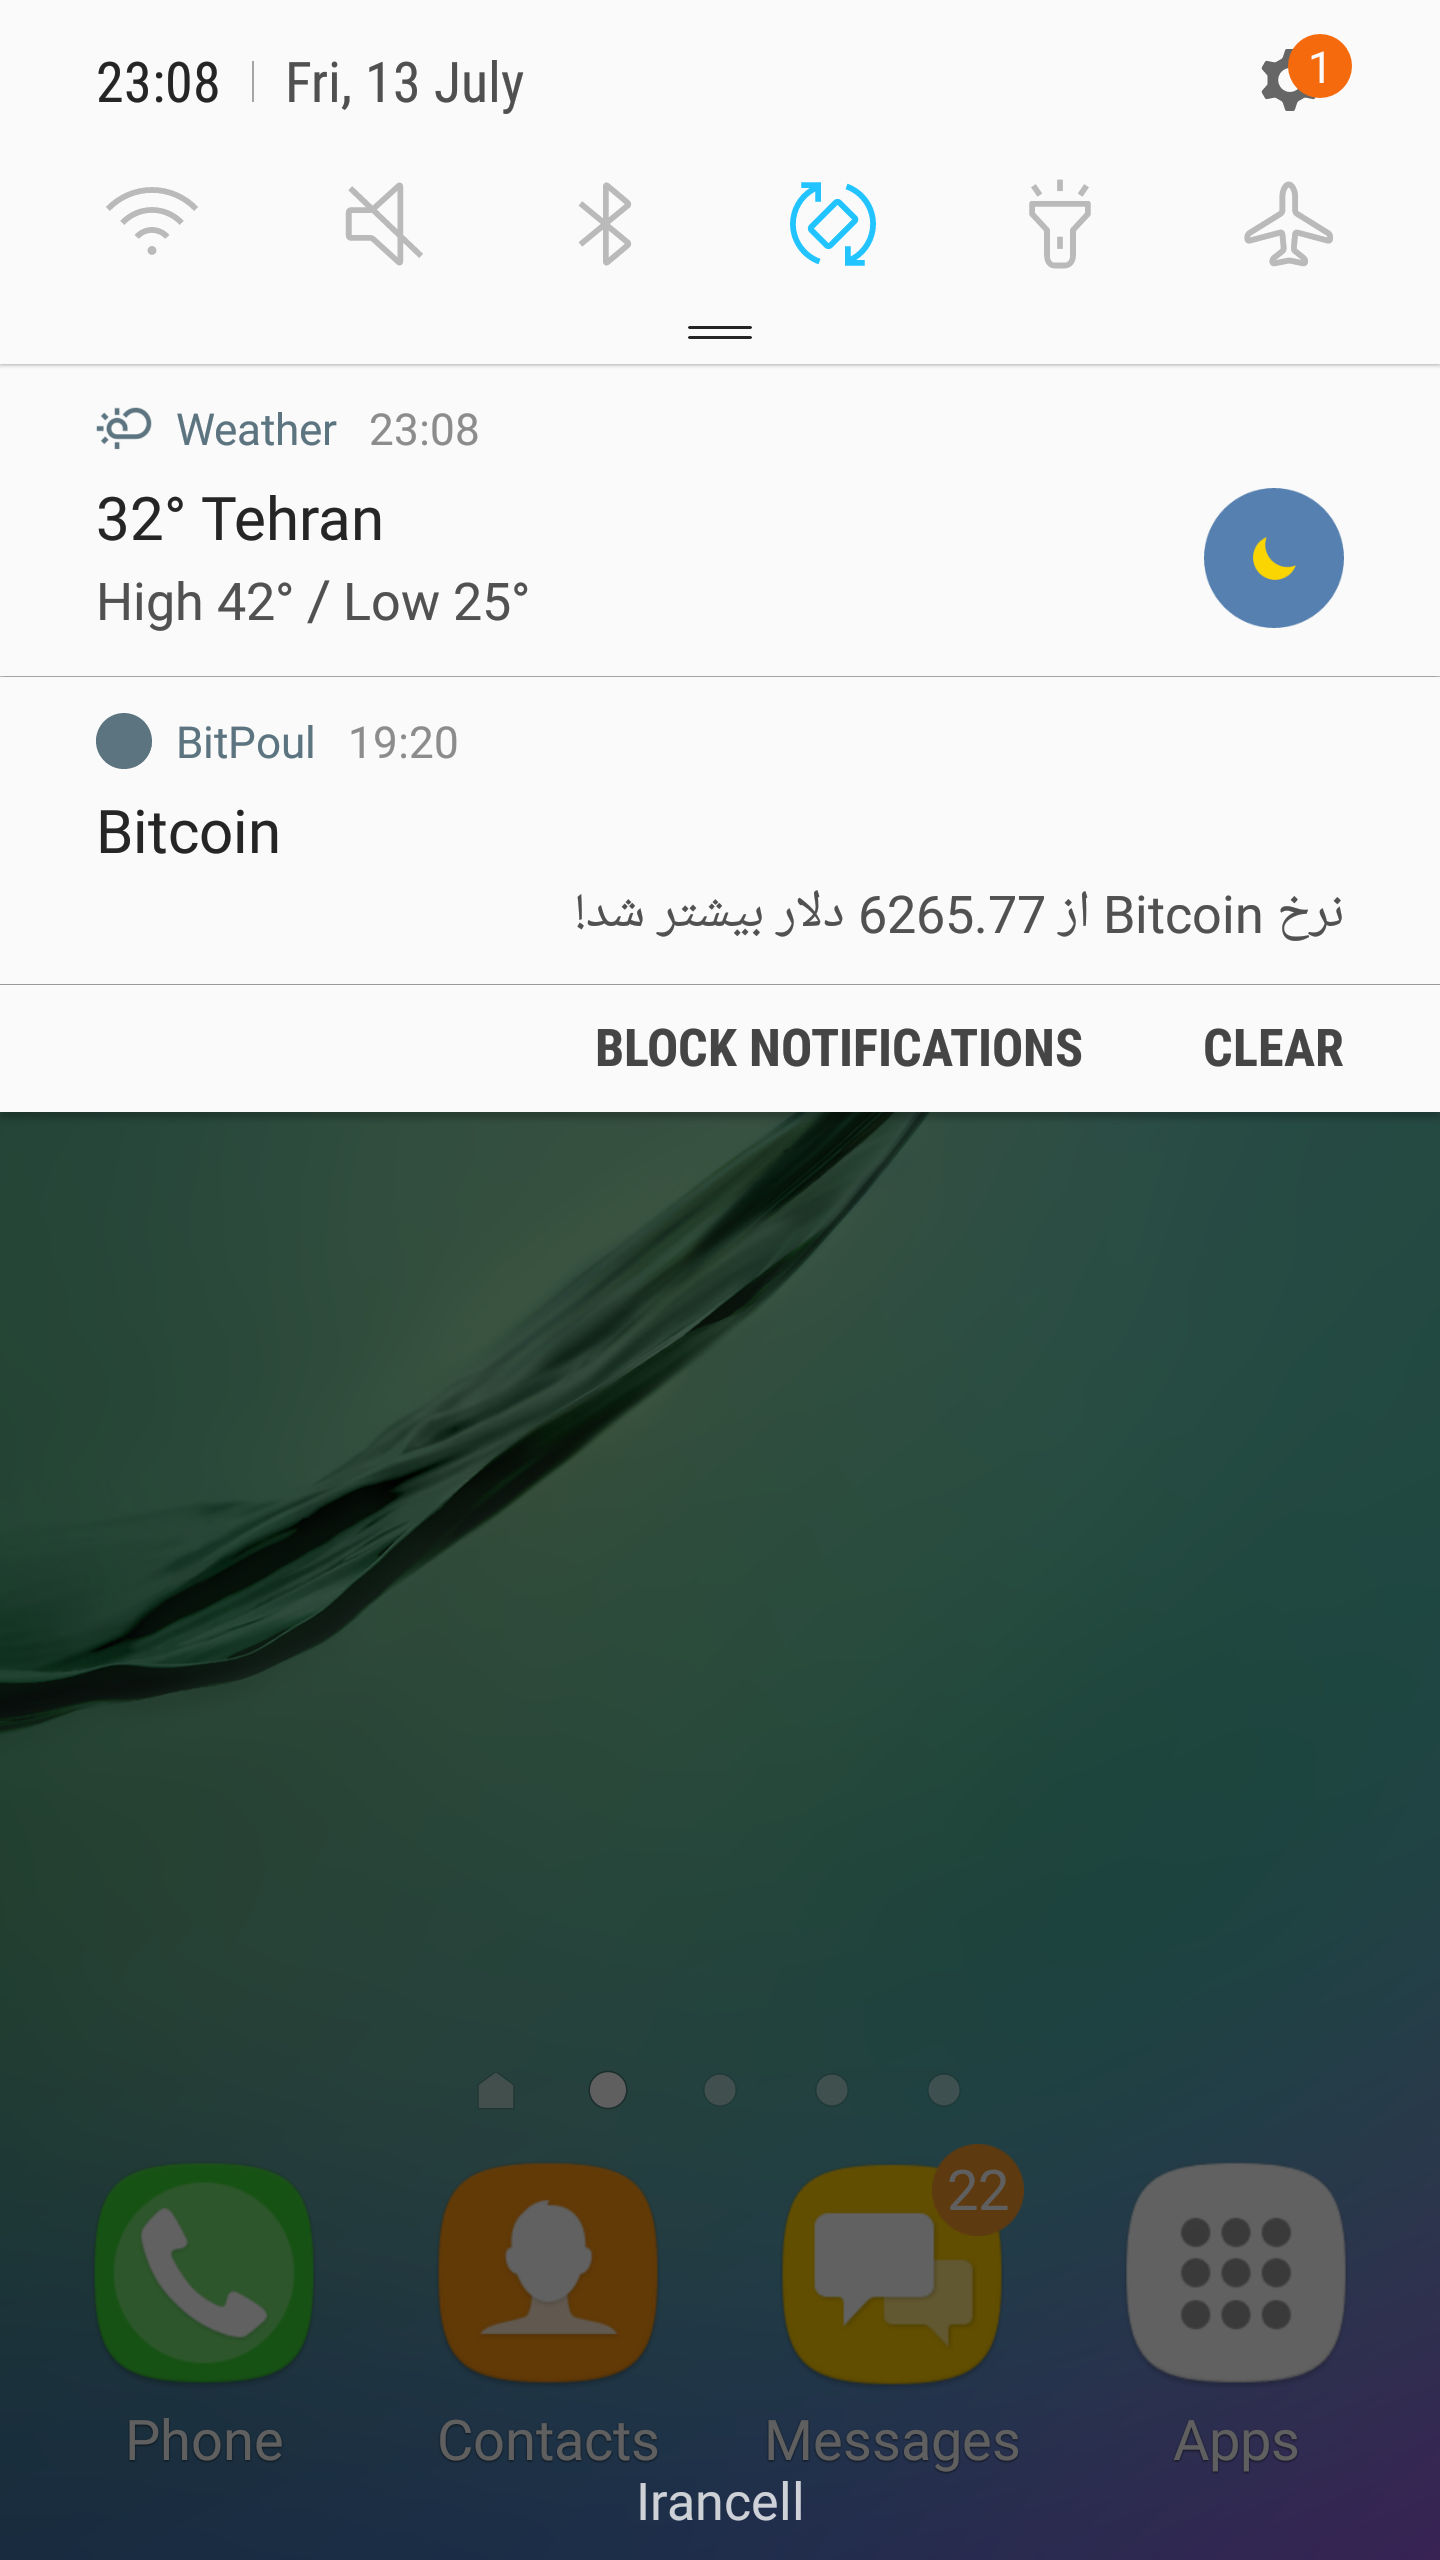 23:08 | Fri, 13 July
1
Weather 23:08
32° Tehran
High 42° / Low 25°
BitPoul 19:20
Bitcoin
نرخ Bitcoin از 6265.77 دلار بیشتر شد!
BLOCK NOTIFICATIONS CLEAR
22
Phone Contacts Messages Apps
Irancell